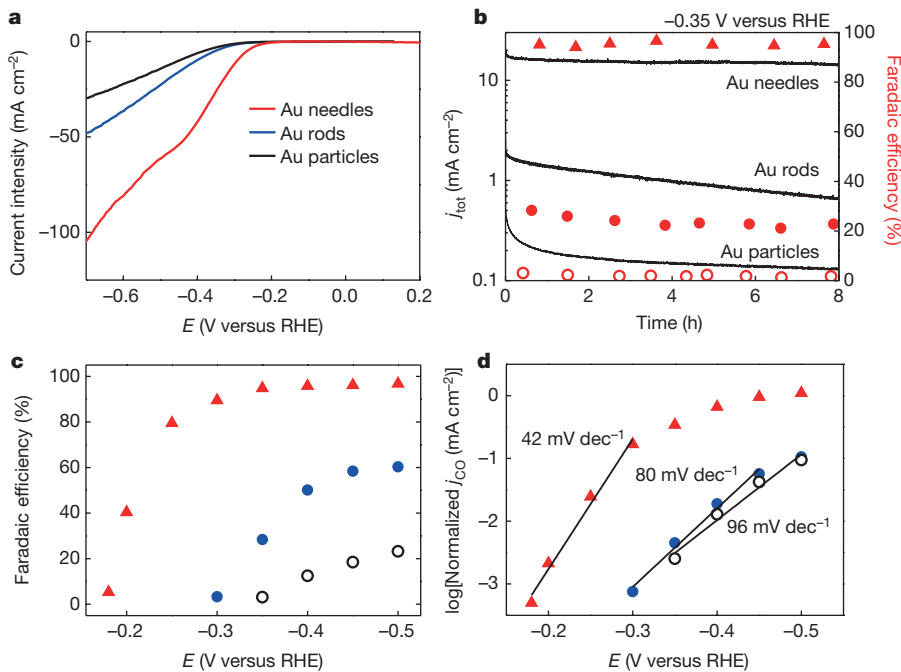 a
Current intensity (mA cm⁻²)
0
−50
−100
Au needles
Au rods
Au particles
−0.6
−0.4
−0.2
0.0
0.2
E (V versus RHE)
b
−0.35 V versus RHE
j_tot (mA cm⁻²)
10
1
0.1
Au needles
Au rods
Au particles
100
80
60
40
20
0
Faradaic efficiency (%)
0
2
4
6
8
Time (h)
c
Faradaic efficiency (%)
100
80
60
40
20
0
−0.2
−0.3
−0.4
−0.5
E (V versus RHE)
d
log[Normalized j_CO (mA cm⁻²)]
0
−1
−2
−3
42 mV dec⁻¹
80 mV dec⁻¹
96 mV dec⁻¹
−0.2
−0.3
−0.4
−0.5
E (V versus RHE)